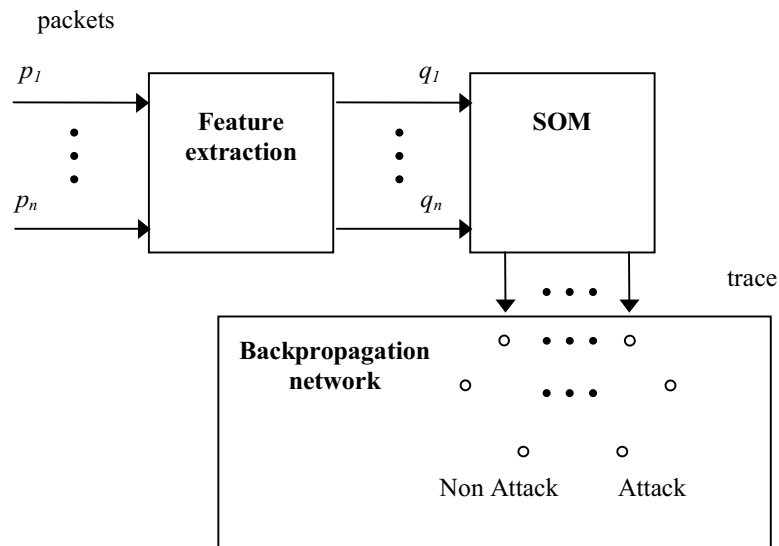 packets
p1
q1
Feature
extraction
SOM
pn
qn
trace
Backpropagation
network
Non Attack
Attack